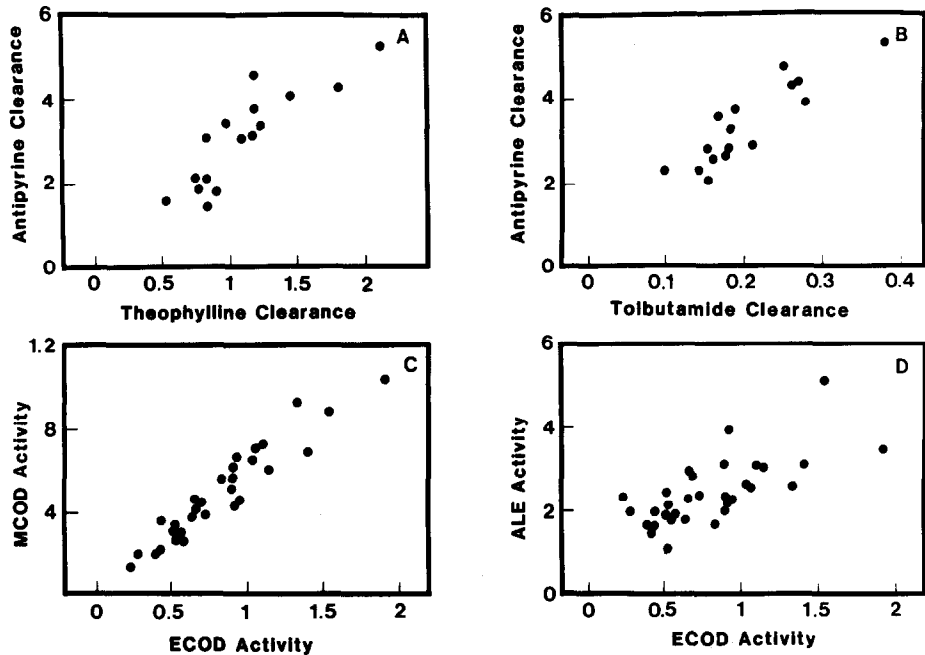 A
Antipyrine Clearance
6
4
2
0
0 0.5 1 1.5 2
Theophylline Clearance
B
Antipyrine Clearance
6
4
2
0
0 0.1 0.2 0.3 0.4
Tolbutamide Clearance
C
MCOD Activity
1.2
8
4
0
0 0.5 1 1.5 2
ECOD Activity
D
ALE Activity
6
4
2
0
0 0.5 1 1.5 2
ECOD Activity